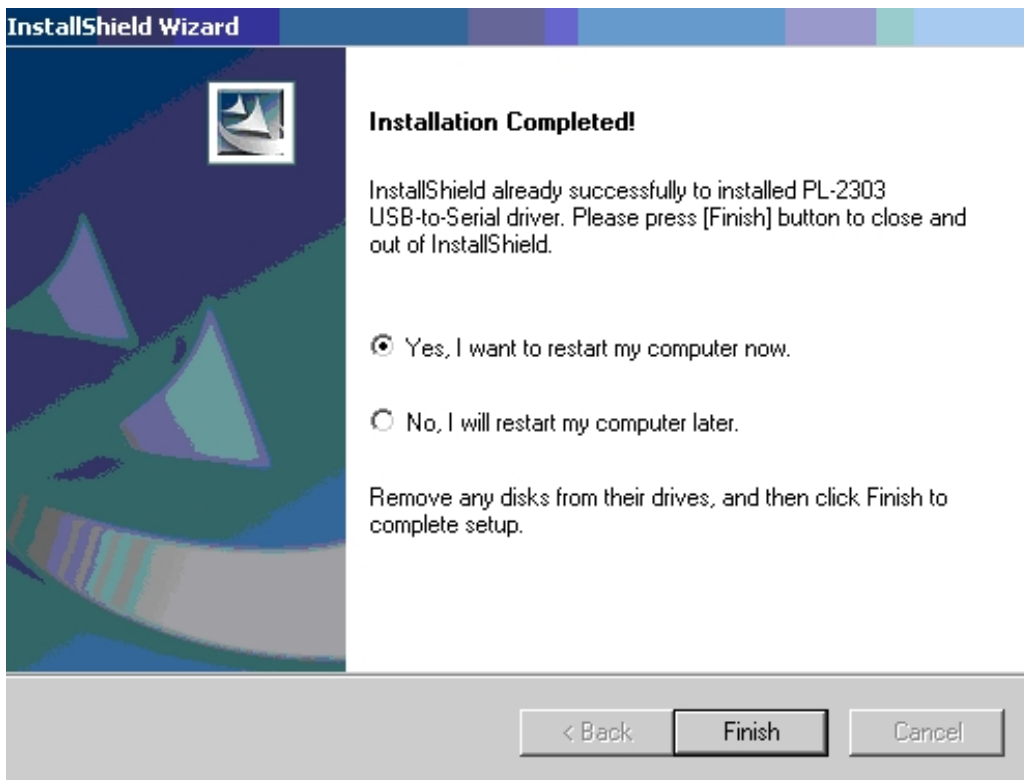 InstallShield Wizard
Installation Completed!
InstallShield already successfully to installed PL-2303
USB-to-Serial driver. Please press [Finish] button to close and
out of InstallShield.
Yes, I want to restart my computer now.
No, I will restart my computer later.
Remove any disks from their drives, and then click Finish to
complete setup.
< Back
Finish
Cancel